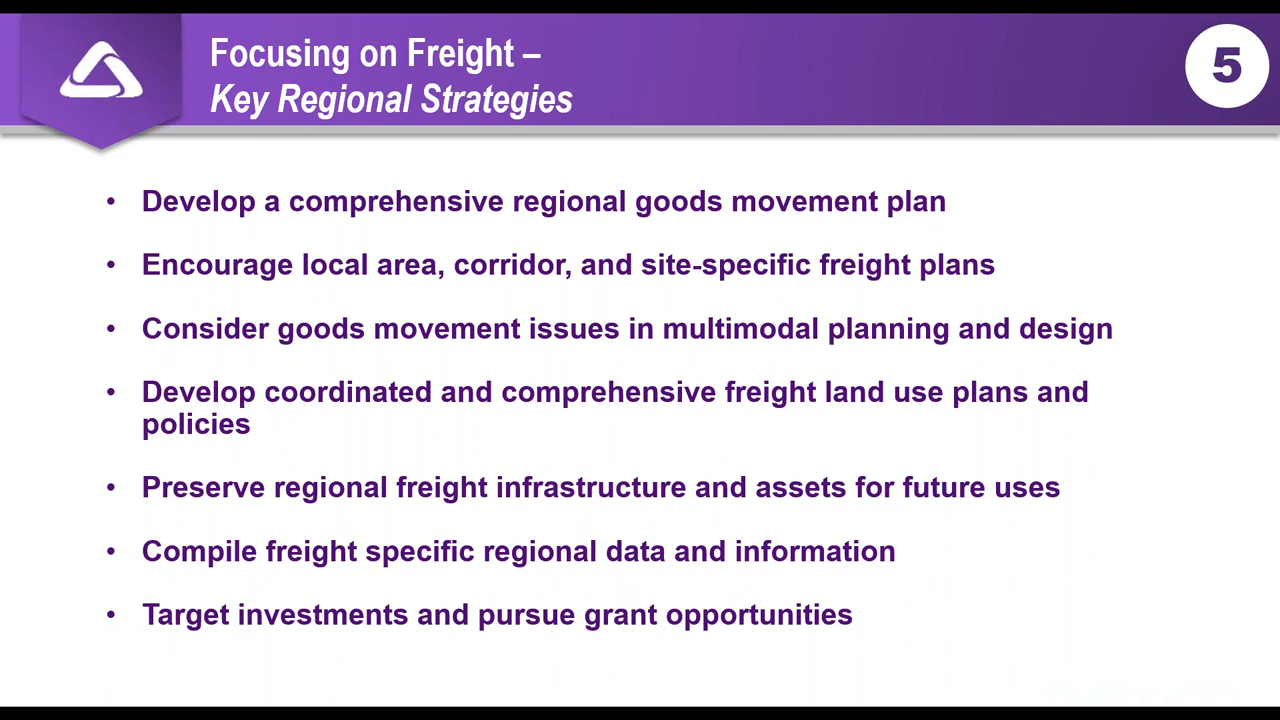 Focusing on Freight –
Key Regional Strategies
5
• Develop a comprehensive regional goods movement plan
• Encourage local area, corridor, and site-specific freight plans
• Consider goods movement issues in multimodal planning and design
• Develop coordinated and comprehensive freight land use plans and
policies
• Preserve regional freight infrastructure and assets for future uses
• Compile freight specific regional data and information
• Target investments and pursue grant opportunities